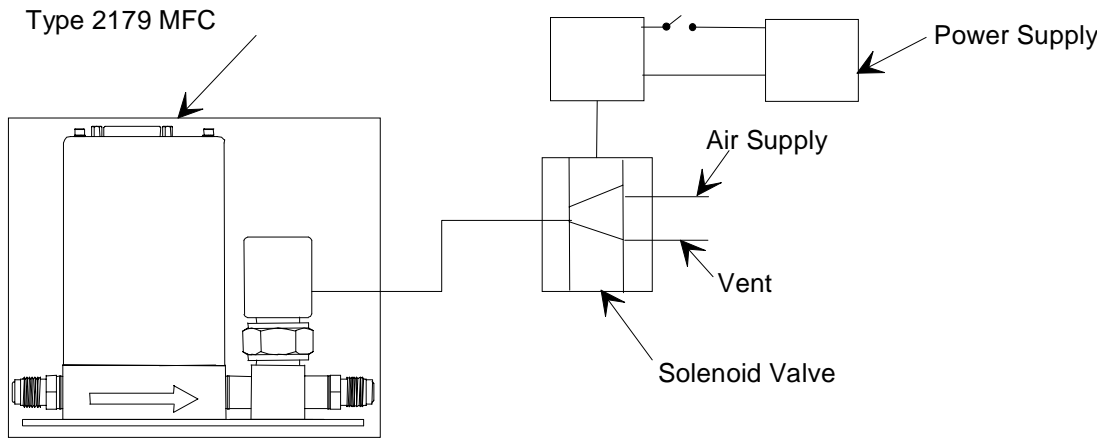 Type 2179 MFC
Power Supply
Air Supply
Vent
Solenoid Valve